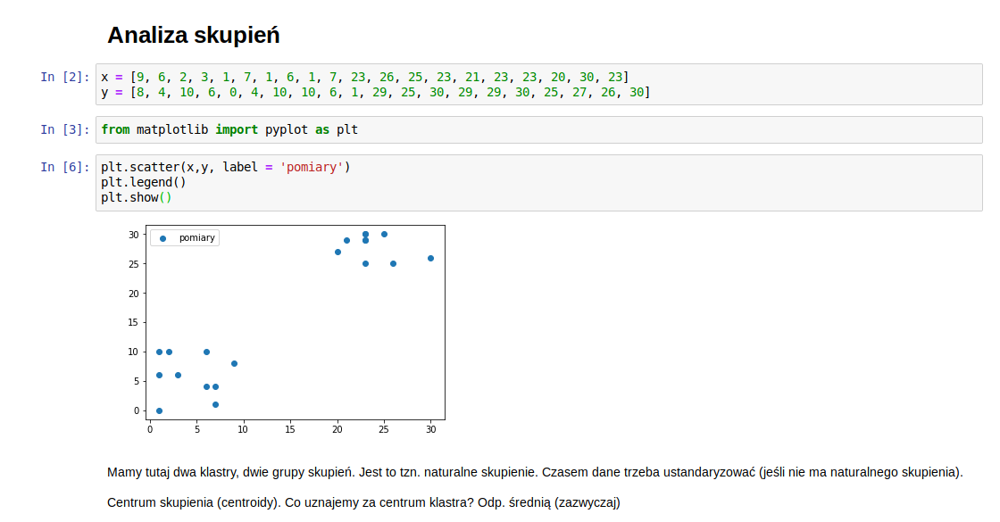 Analiza skupień
In [2]: x = [9, 6, 2, 3, 1, 7, 1, 6, 1, 7, 23, 26, 25, 23, 21, 23, 23, 20, 30, 23]
y = [8, 4, 10, 6, 0, 4, 10, 10, 6, 1, 29, 25, 30, 29, 29, 30, 25, 27, 26, 30]
In [3]: from matplotlib import pyplot as plt
In [6]: plt.scatter(x,y, label = 'pomiary')
plt.legend()
plt.show()
pomiary
30
25
20
15
10
5
0
0 5 10 15 20 25 30
Mamy tutaj dwa klastry, dwie grupy skupień. Jest to tzn. naturalne skupienie. Czasem dane trzeba ustandaryzować (jeśli nie ma naturalnego skupienia).
Centrum skupienia (centroidy). Co uznajemy za centrum klastra? Odp. średnią (zazwyczaj)